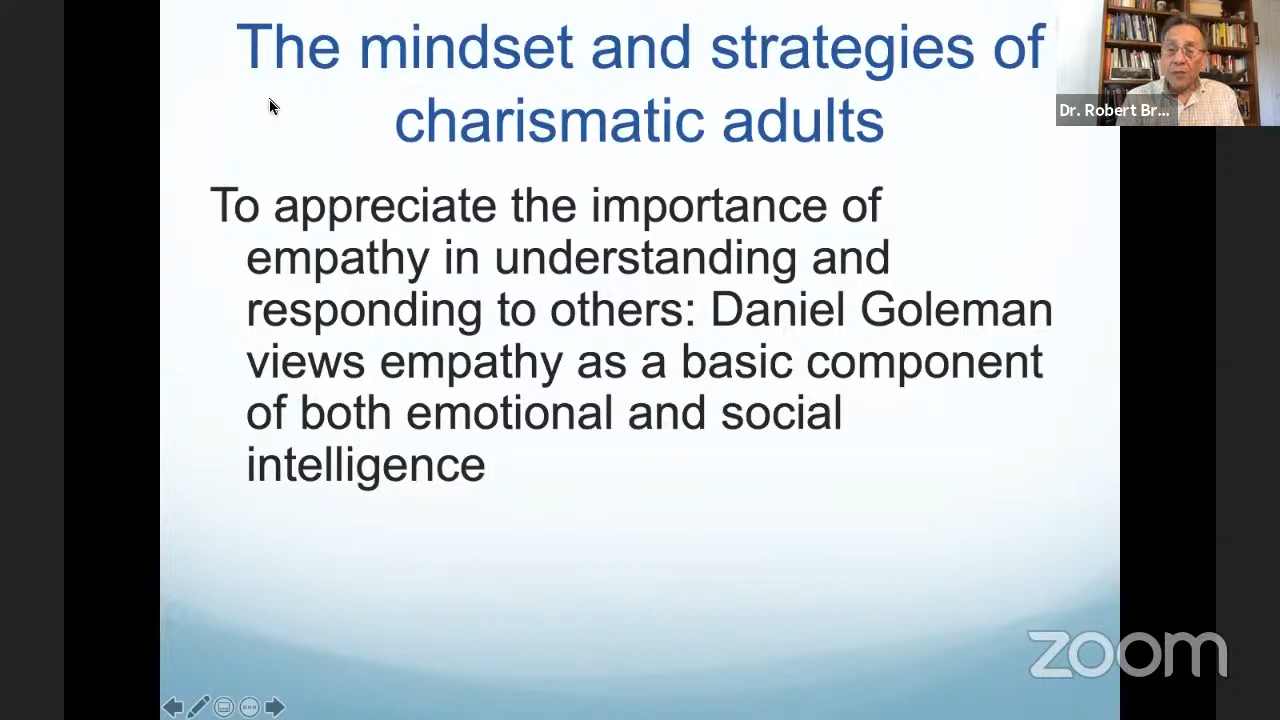 The mindset and strategies of
charismatic adults
To appreciate the importance of
empathy in understanding and
responding to others: Daniel Goleman
views empathy as a basic component
of both emotional and social
intelligence
Dr. Robert Br...
zoom